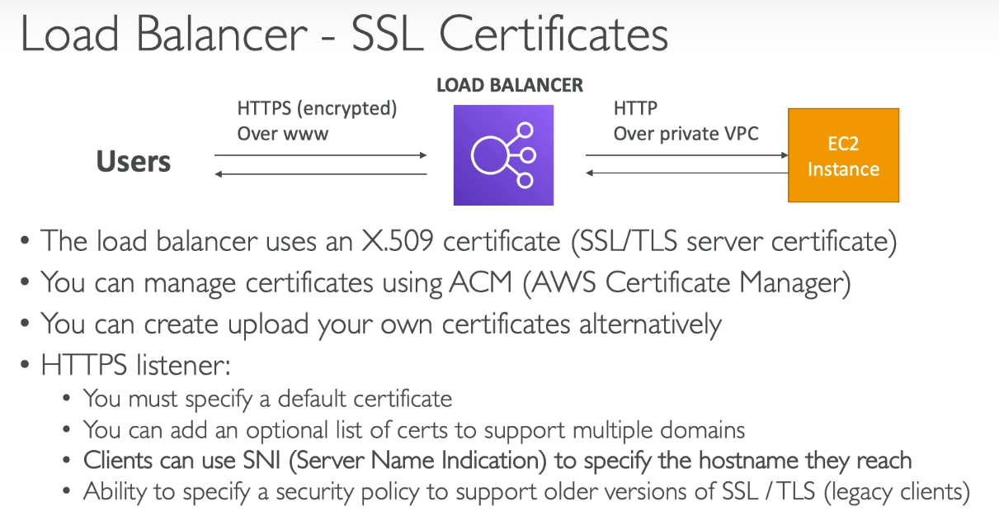 Load Balancer - SSL Certificates
LOAD BALANCER
HTTPS (encrypted)
Over www
HTTP
Over private VPC
Users
EC2
Instance
• The load balancer uses an X.509 certificate (SSL/TLS server certificate)
• You can manage certificates using ACM (AWS Certificate Manager)
• You can create upload your own certificates alternatively
• HTTPS listener:
• You must specify a default certificate
• You can add an optional list of certs to support multiple domains
• Clients can use SNI (Server Name Indication) to specify the hostname they reach
• Ability to specify a security policy to support older versions of SSL / TLS (legacy clients)